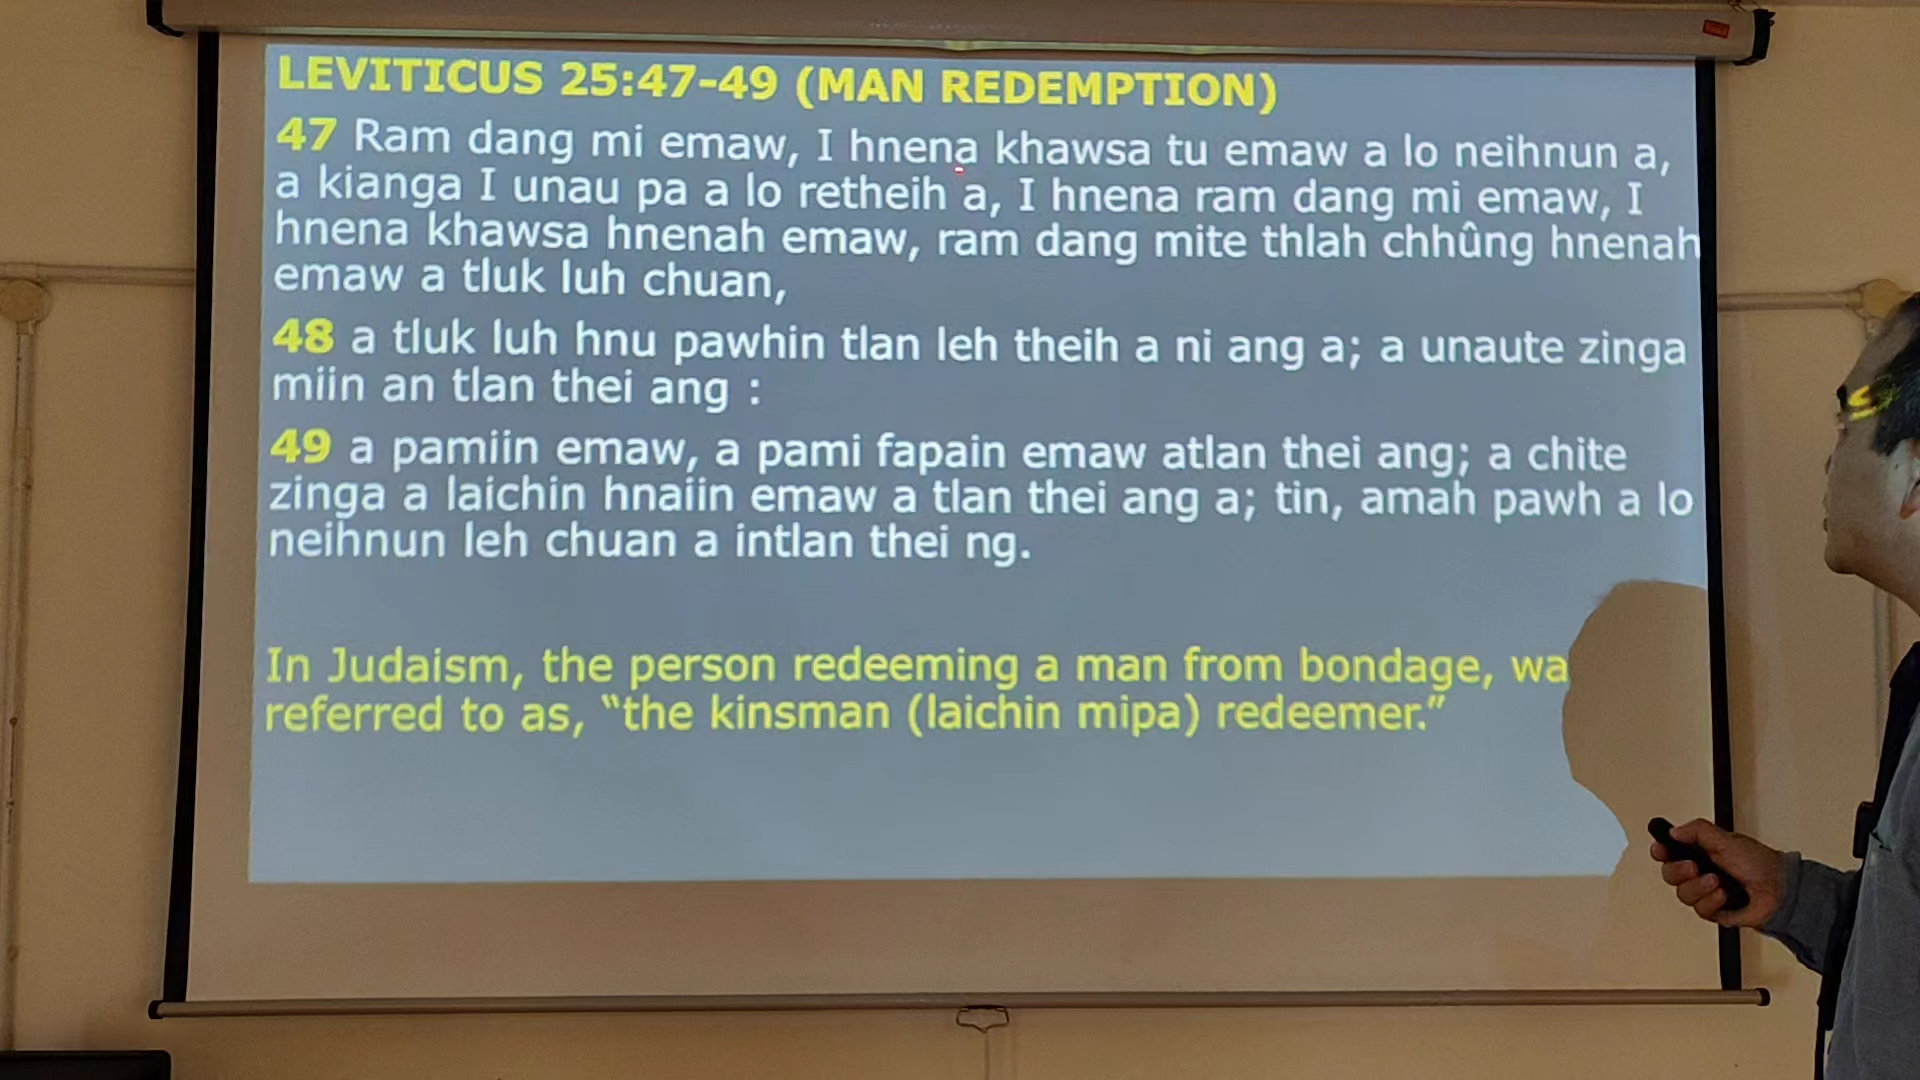 LEVITICUS 25:47-49 (MAN REDEMPTION)
47 Ram dang mi emaw, I hnena khawsa tu emaw a lo neihnun a,
a kianga I unau pa a lo retheih a, I hnena ram dang mi emaw, I
hnena khawsa hnenah emaw, ram dang mite thlah chhûng hnenah
emaw a tluk luh chuan,
48 a tluk luh hnu pawhin tlan leh theih a ni ang a; a unaute zinga
miin an tlan thei ang :
49 a pamiin emaw, a pami fapain emaw atlan thei ang; a chite
zinga a laichin hnaiin emaw a tlan thei ang a; tin, amah pawh a lo
neihnun leh chuan a intlan thei ng.
In Judaism, the person redeeming a man from bondage, wa
referred to as, “the kinsman (laichin mipa) redeemer.”